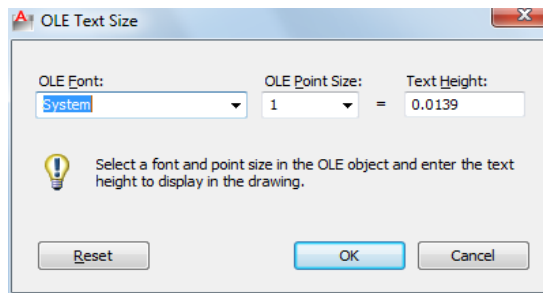 OLE Text Size
OLE Font: OLE Point Size: Text Height:
System 1 = 0.0139
Select a font and point size in the OLE object and enter the text
height to display in the drawing.
Reset OK Cancel